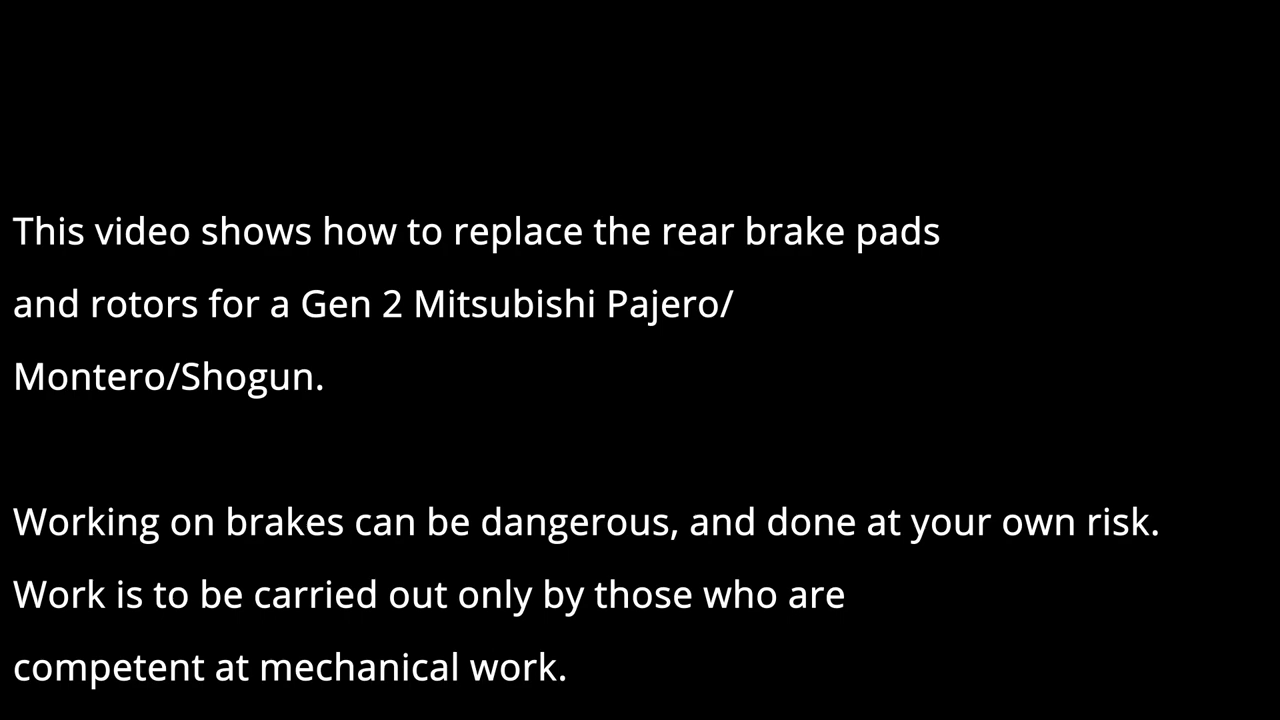 This video shows how to replace the rear brake pads
and rotors for a Gen 2 Mitsubishi Pajero/
Montero/Shogun.
Working on brakes can be dangerous, and done at your own risk.
Work is to be carried out only by those who are
competent at mechanical work.